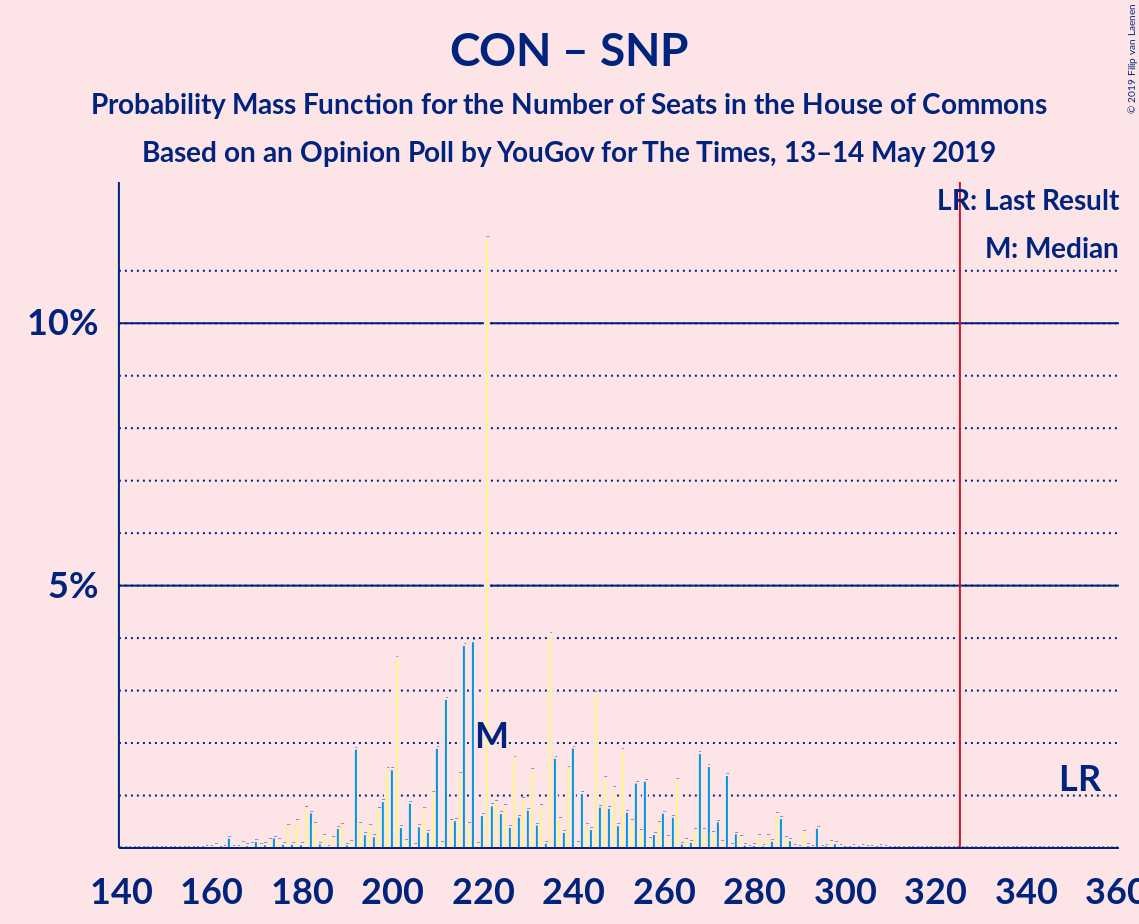 CON – SNP
Probability Mass Function for the Number of Seats in the House of Commons
Based on an Opinion Poll by YouGov for The Times, 13–14 May 2019
© 2019 Filip van Laenen
LR: Last Result
M: Median
10%
5%
M
LR
140 160 180 200 220 240 260 280 300 320 340 360